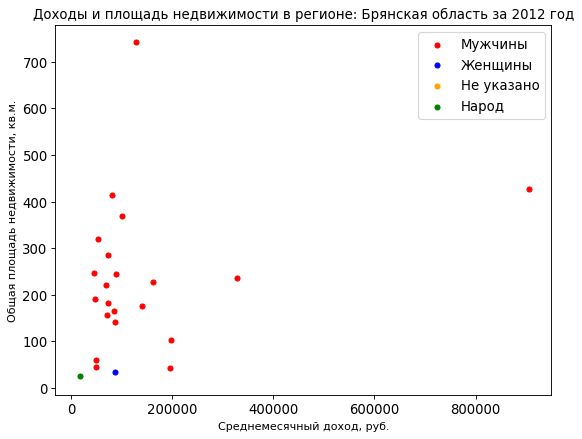 Доходы и площадь недвижимости в регионе: Брянская область за 2012 год
Мужчины
Женщины
Не указано
Народ
Общая площадь недвижимости, кв.м.
700
600
500
400
300
200
100
0
0 200000 400000 600000 800000
Среднемесячный доход, руб.